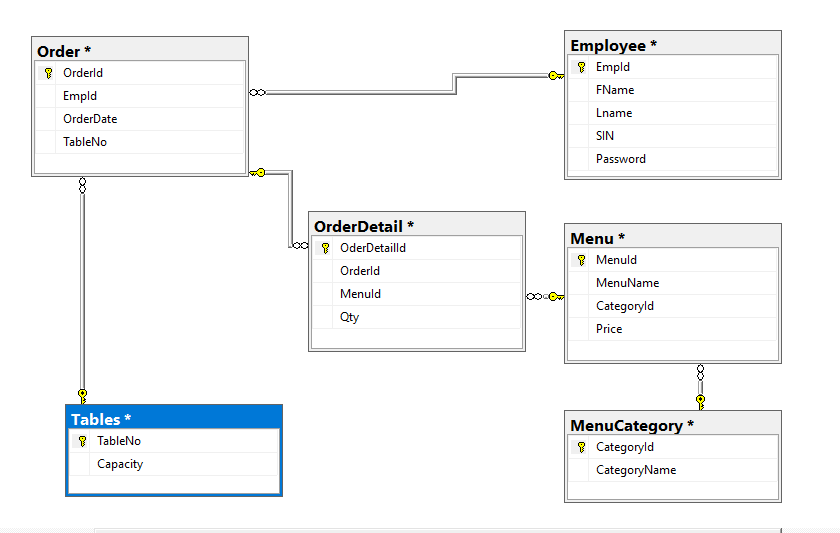 Order *
OrderId
EmpId
OrderDate
TableNo
Employee *
EmpId
FName
Lname
SIN
Password
OrderDetail *
OderDetailId
OrderId
MenuId
Qty
Menu *
MenuId
MenuName
CategoryId
Price
Tables *
TableNo
Capacity
MenuCategory *
CategoryId
CategoryName